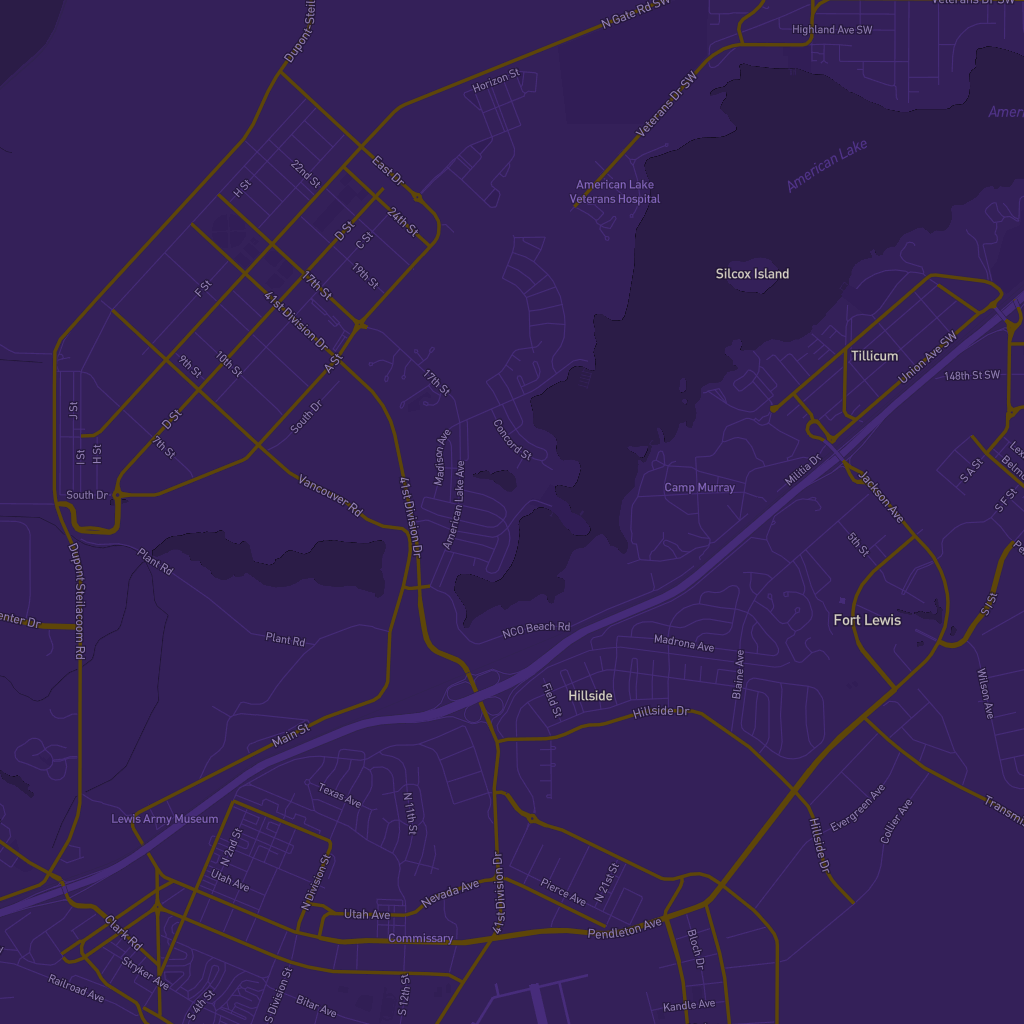 Dupont-Steil
N Gate Rd SW
Veterans Dr SW
Highland Ave SW
Horizon St
Veterans Dr SW
American Lake
Ameri
East Dr
22nd St
H St
American Lake
Veterans Hospital
24th St
D St
C St
19th St
Silcox Island
F St
17th St
41st Division Dr
Tillicum
Union Ave SW
148th St SW
A St
9th St
10th St
17th St
J St
D St
South Dr
7th St
Concord St
Madison Ave
I St
H St
American Lake Ave
41st Division Dr
Camp Murray
Militia Dr
Jackson Ave
S A St
Lex
Belm
S F St
South Dr
Vancouver Rd
Plant Rd
Dupont Steilacoom Rd
5th St
Pe
S I St
enter Dr
Plant Rd
NCO Beach Rd
Fort Lewis
Madrona Ave
Blaine Ave
Wilson Ave
Hillside
Field St
Hillside Dr
Main St
Texas Ave
N 11th St
Lewis Army Museum
Evergreen Ave
Collier Ave
Transmis
Hillside Dr
N 2nd St
Utah Ave
N Division St
Nevada Ave
Pierce Ave
N 21st St
41st Division Dr
Utah Ave
Commissary
Pendleton Ave
Clark Rd
Stryker Ave
Bloch Dr
Railroad Ave
S 4th St
S Division St
Bitar Ave
S 12th St
Kandle Ave